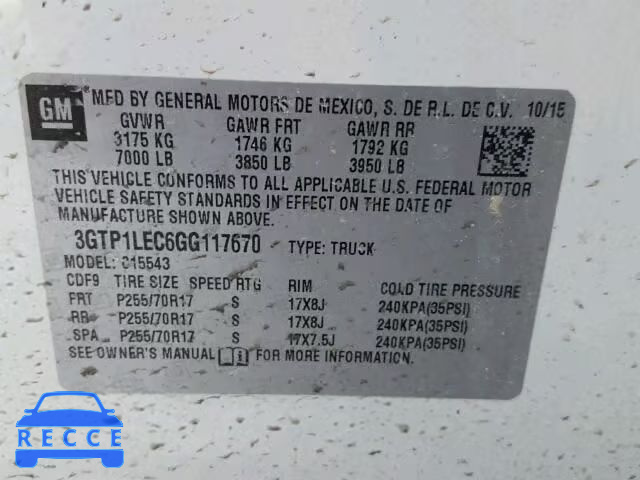 GM
MFD BY GENERAL MOTORS DE MEXICO, S. DE R.L. DE C.V. 10/15
GVWR GAWR FRT GAWR RR
3175 KG 1746 KG 1792 KG
7000 LB 3850 LB 3950 LB
THIS VEHICLE CONFORMS TO ALL APPLICABLE U.S. FEDERAL MOTOR
VEHICLE SAFETY STANDARDS IN EFFECT ON THE DATE OF
MANUFACTURE SHOWN ABOVE.
3GTP1LEC6GG117670 TYPE: TRUCK
MODEL: C15543
CDF9 TIRE SIZE SPEED RTG RIM COLD TIRE PRESSURE
FRT P255/70R17 S 17X8J 240KPA(35PSI)
RR P255/70R17 S 17X8J 240KPA(35PSI)
SPA P255/70R17 S 17X7.5J 240KPA(35PSI)
SEE OWNER'S MANUAL FOR MORE INFORMATION.
123
RECCE